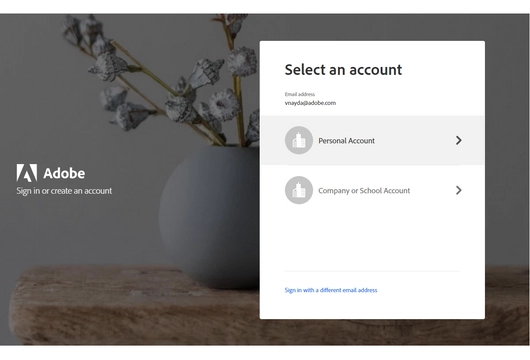 Adobe
Sign in or create an account
Select an account
Email address
vnayda@adobe.com
Personal Account
Company or School Account
Sign in with a different email address